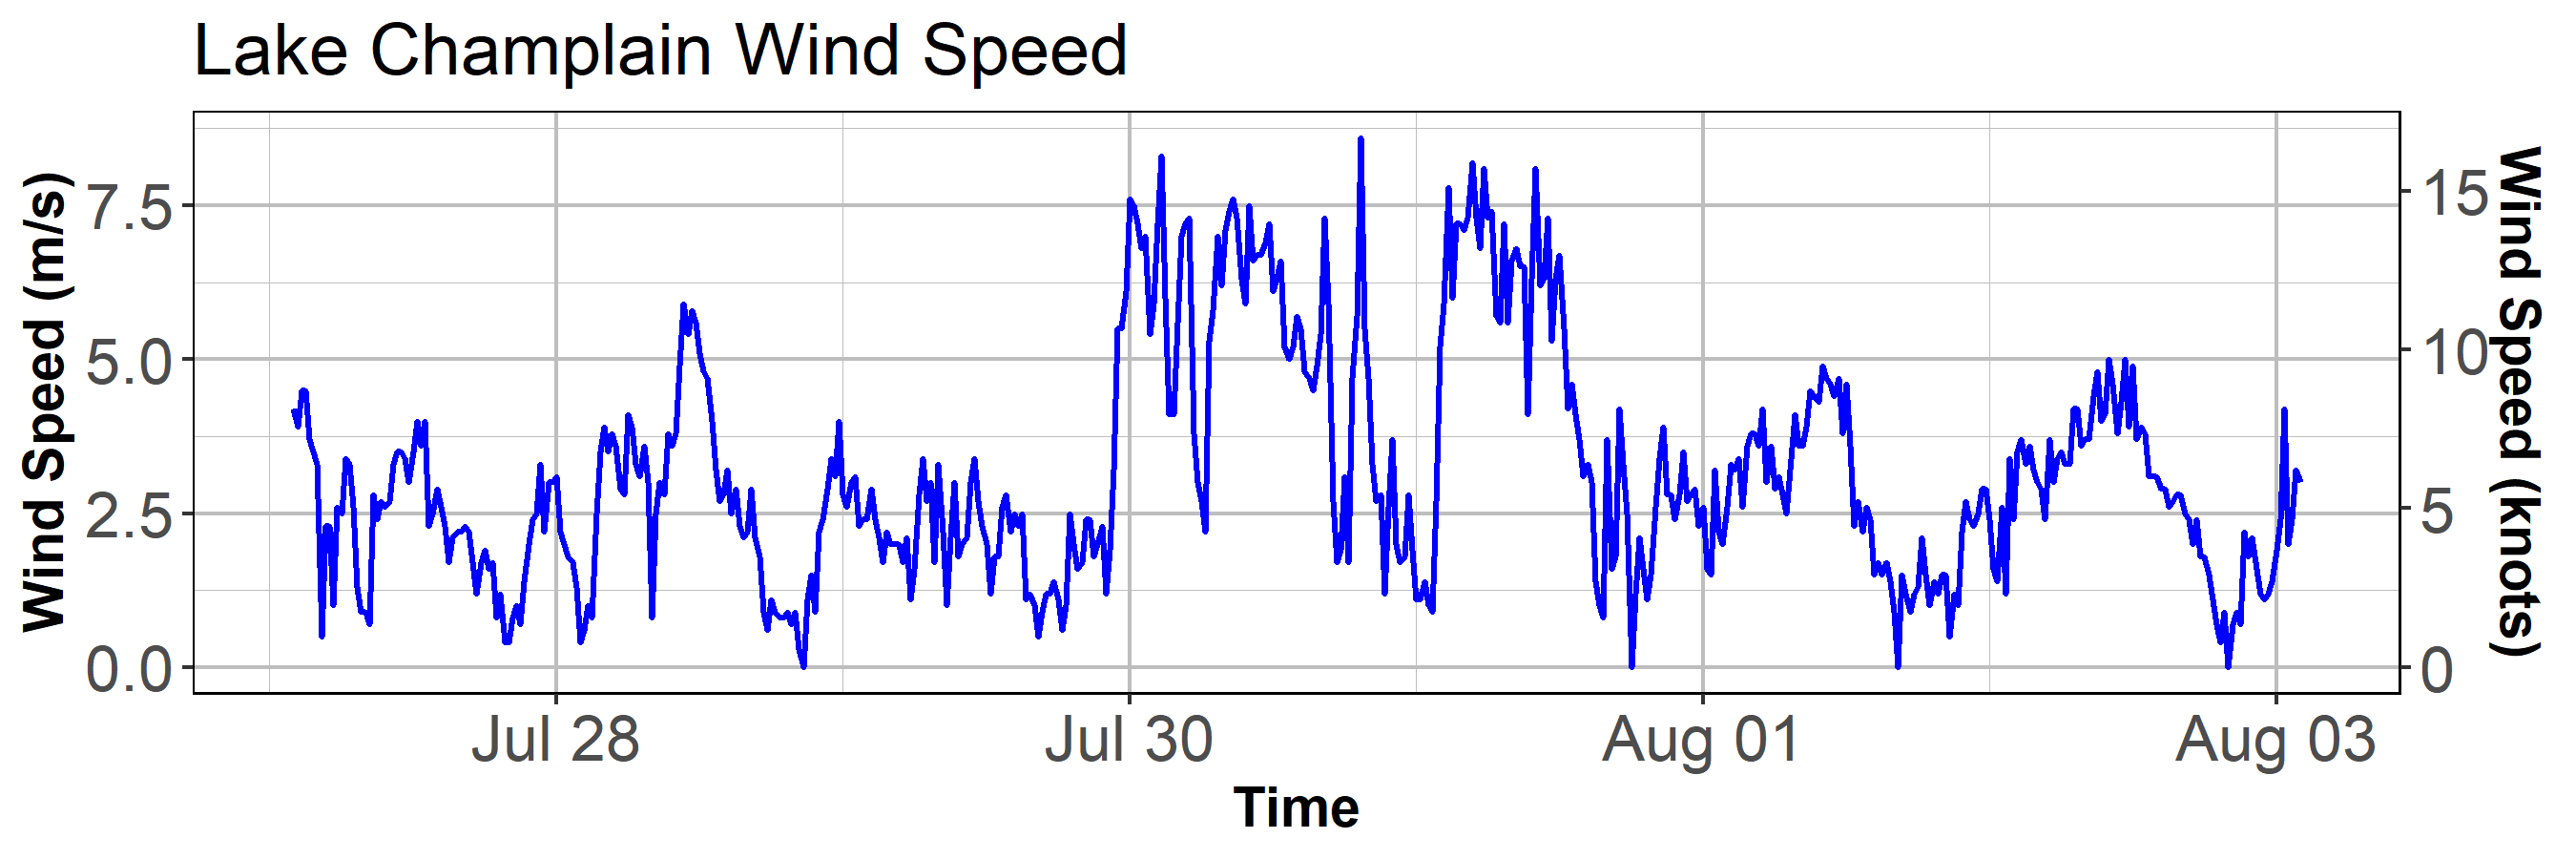 Lake Champlain Wind Speed
Wind Speed (m/s)
7.5
5.0
2.5
0.0
15
10
5
0
Wind Speed (knots)
Jul 28
Jul 30
Aug 01
Aug 03
Time